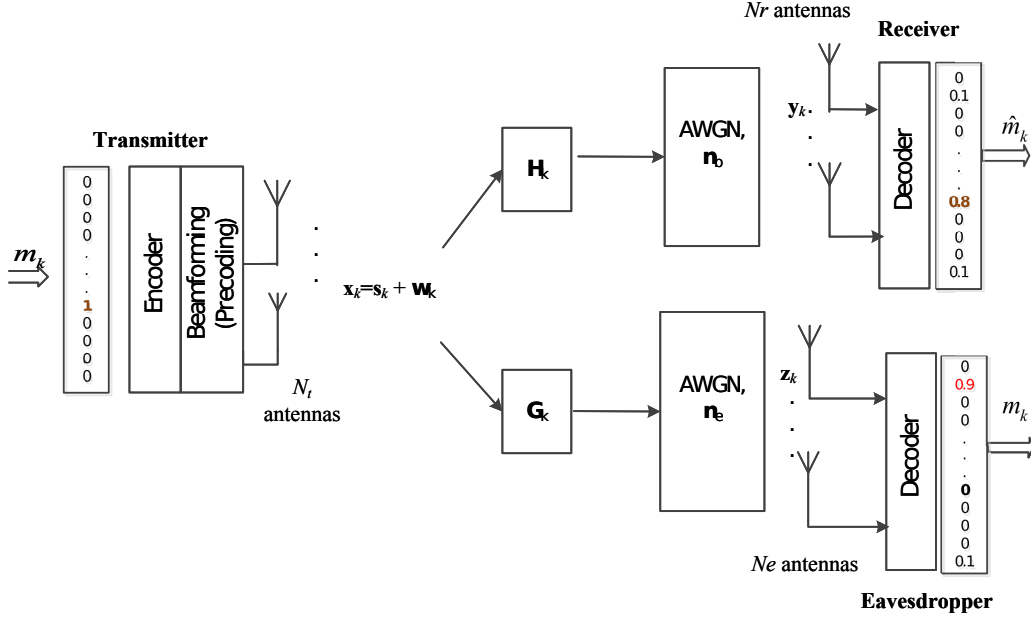 Transmitter
m_k
0
0
0
0
.
.
.
1
0
0
0
0
Encoder
Beamforming
(Precoding)
N_t
antennas
x_k=s_k + w_k
H_k
AWGN,
n_b
Nr antennas
y_k
Receiver
Decoder
0
0.1
0
0
.
.
.
0.8
0
0
0
0.1
m̂_k
G_k
AWGN,
n_e
z_k
Ne antennas
Decoder
0
0.9
0
0
.
.
.
0
0
0
0
0.1
m_k
Eavesdropper